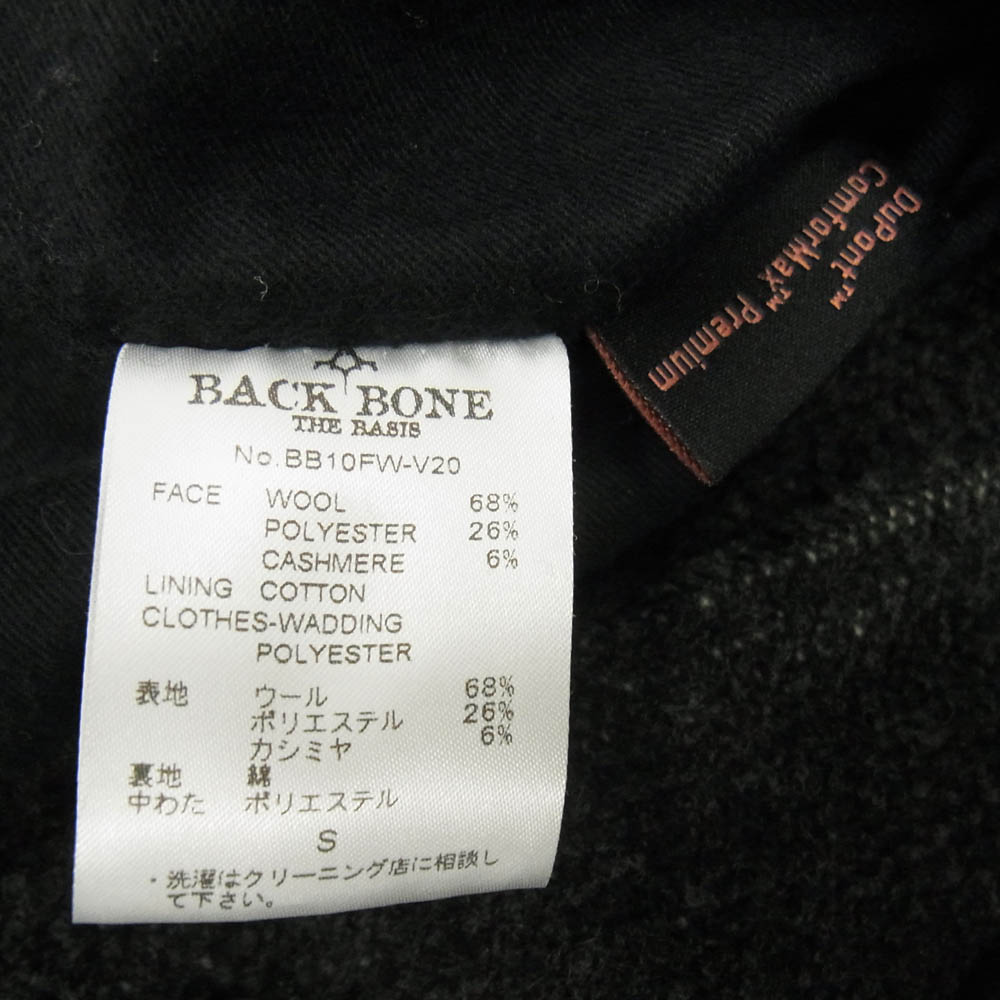 BACK BONE
THE BASIS
No.BB10FW-V20
FACE WOOL 68%
POLYESTER 26%
CASHMERE 6%
LINING COTTON
CLOTHES-WADDING
POLYESTER
表地 ウール 68%
ポリエステル 26%
カシミヤ 6%
裏地 綿
中わた ポリエステル
S
・洗濯はクリーニング店に相談し
て下さい。
DuPont™
ComforMax™ Premium